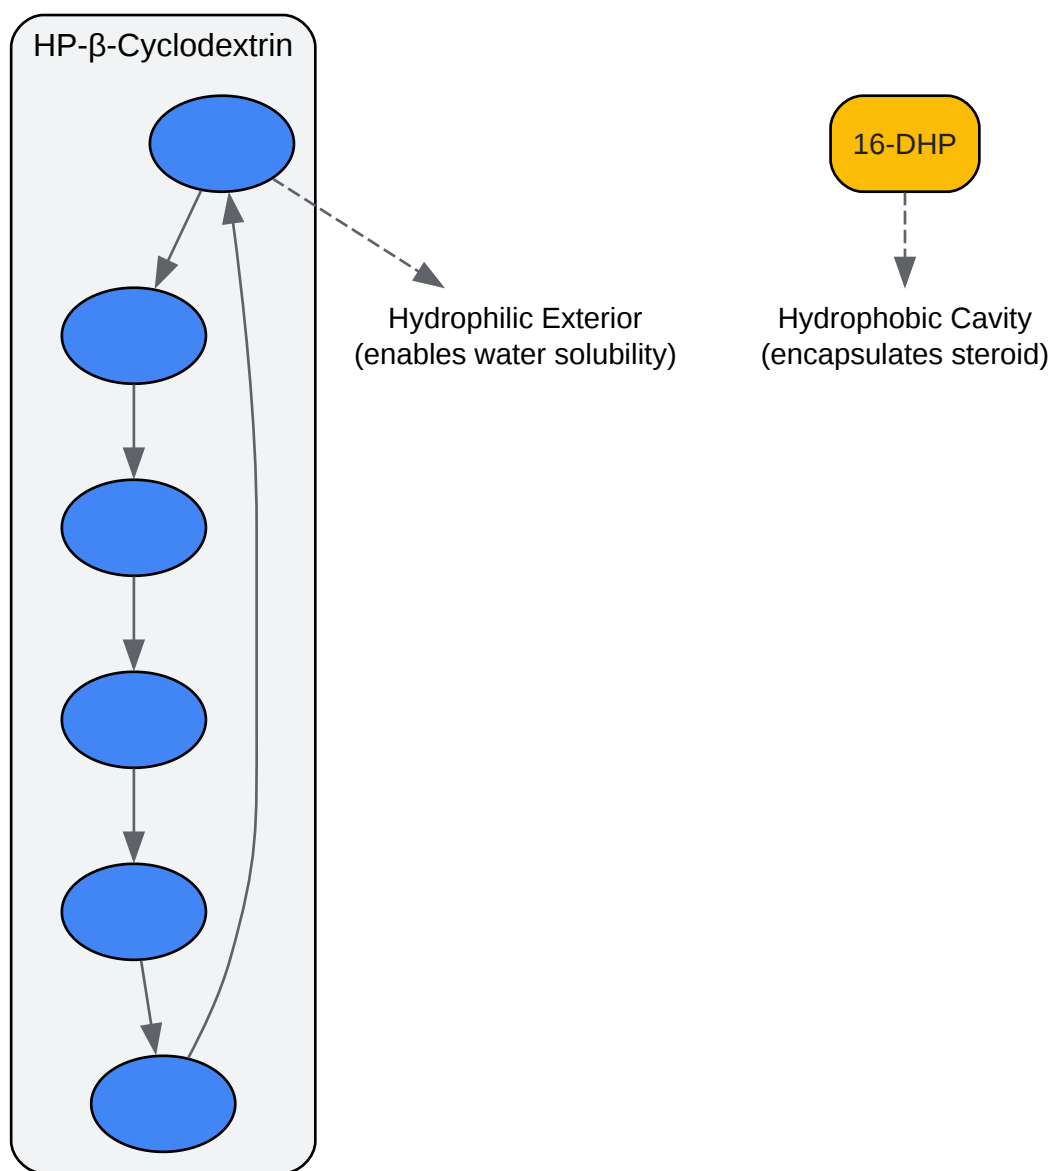 HP-β-Cyclodextrin
16-DHP
Hydrophilic Exterior
(enables water solubility)
Hydrophobic Cavity
(encapsulates steroid)